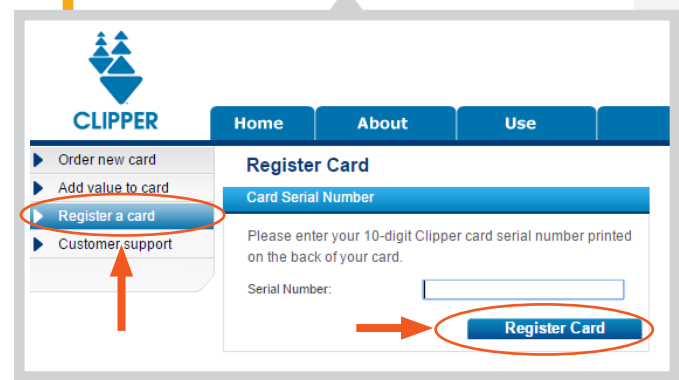 CLIPPER
Home About Use
Order new card
Add value to card
Register a card
Customer support
Register Card
Card Serial Number
Please enter your 10-digit Clipper card serial number printed
on the back of your card.
Serial Number:
Register Card